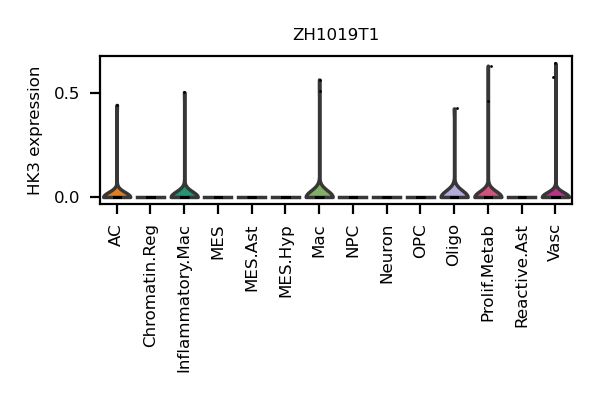 ZH1019T1
HK3 expression
0.5
0.0
AC
Chromatin.Reg
Inflammatory.Mac
MES
MES.Ast
MES.Hyp
Mac
NPC
Neuron
OPC
Oligo
Prolif.Metab
Reactive.Ast
Vasc